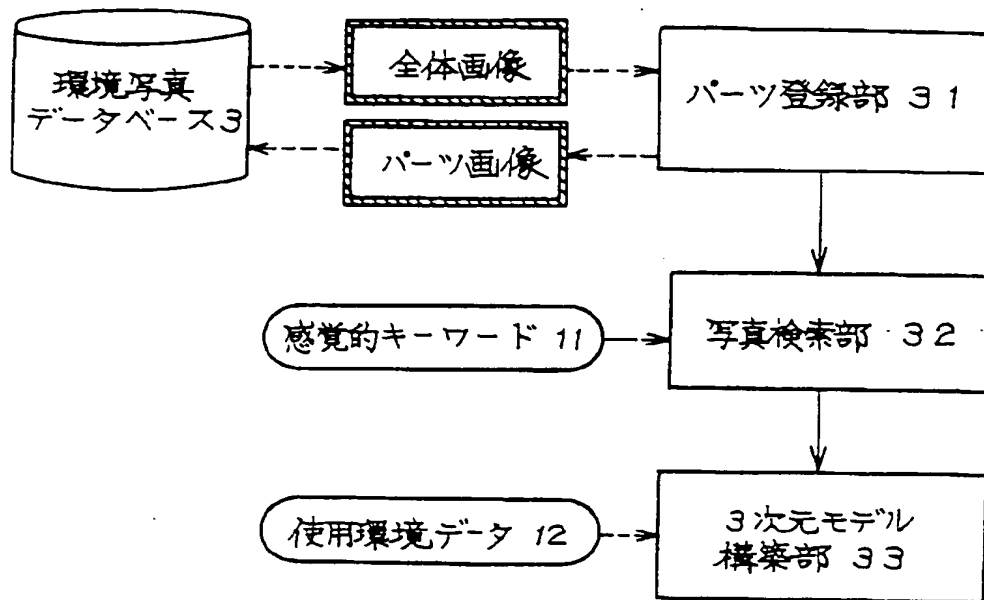 環境写真
データベース3
全体画像
パーツ画像
パーツ登録部 31
感覚的キーワード 11
写真検索部 32
使用環境データ 12
3次元モデル
構築部 33